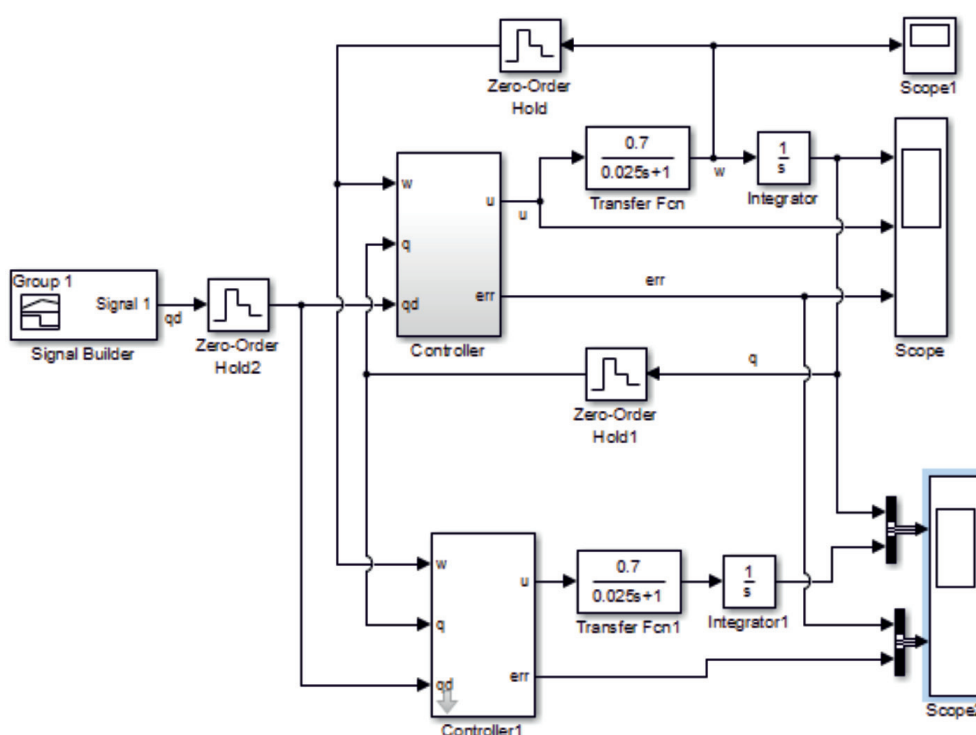 Zero-Order
Hold
Scope1
w
q
qd
u
err
Controller
u
0.7
0.025s+1
Transfer Fcn
w
1
s
Integrator
err
Scope
Group 1
Signal 1
Signal Builder
qd
Zero-Order
Hold2
Zero-Order
Hold1
q
w
q
qd
u
err
Controller1
0.7
0.025s+1
Transfer Fcn1
1
s
Integrator1
Scope2